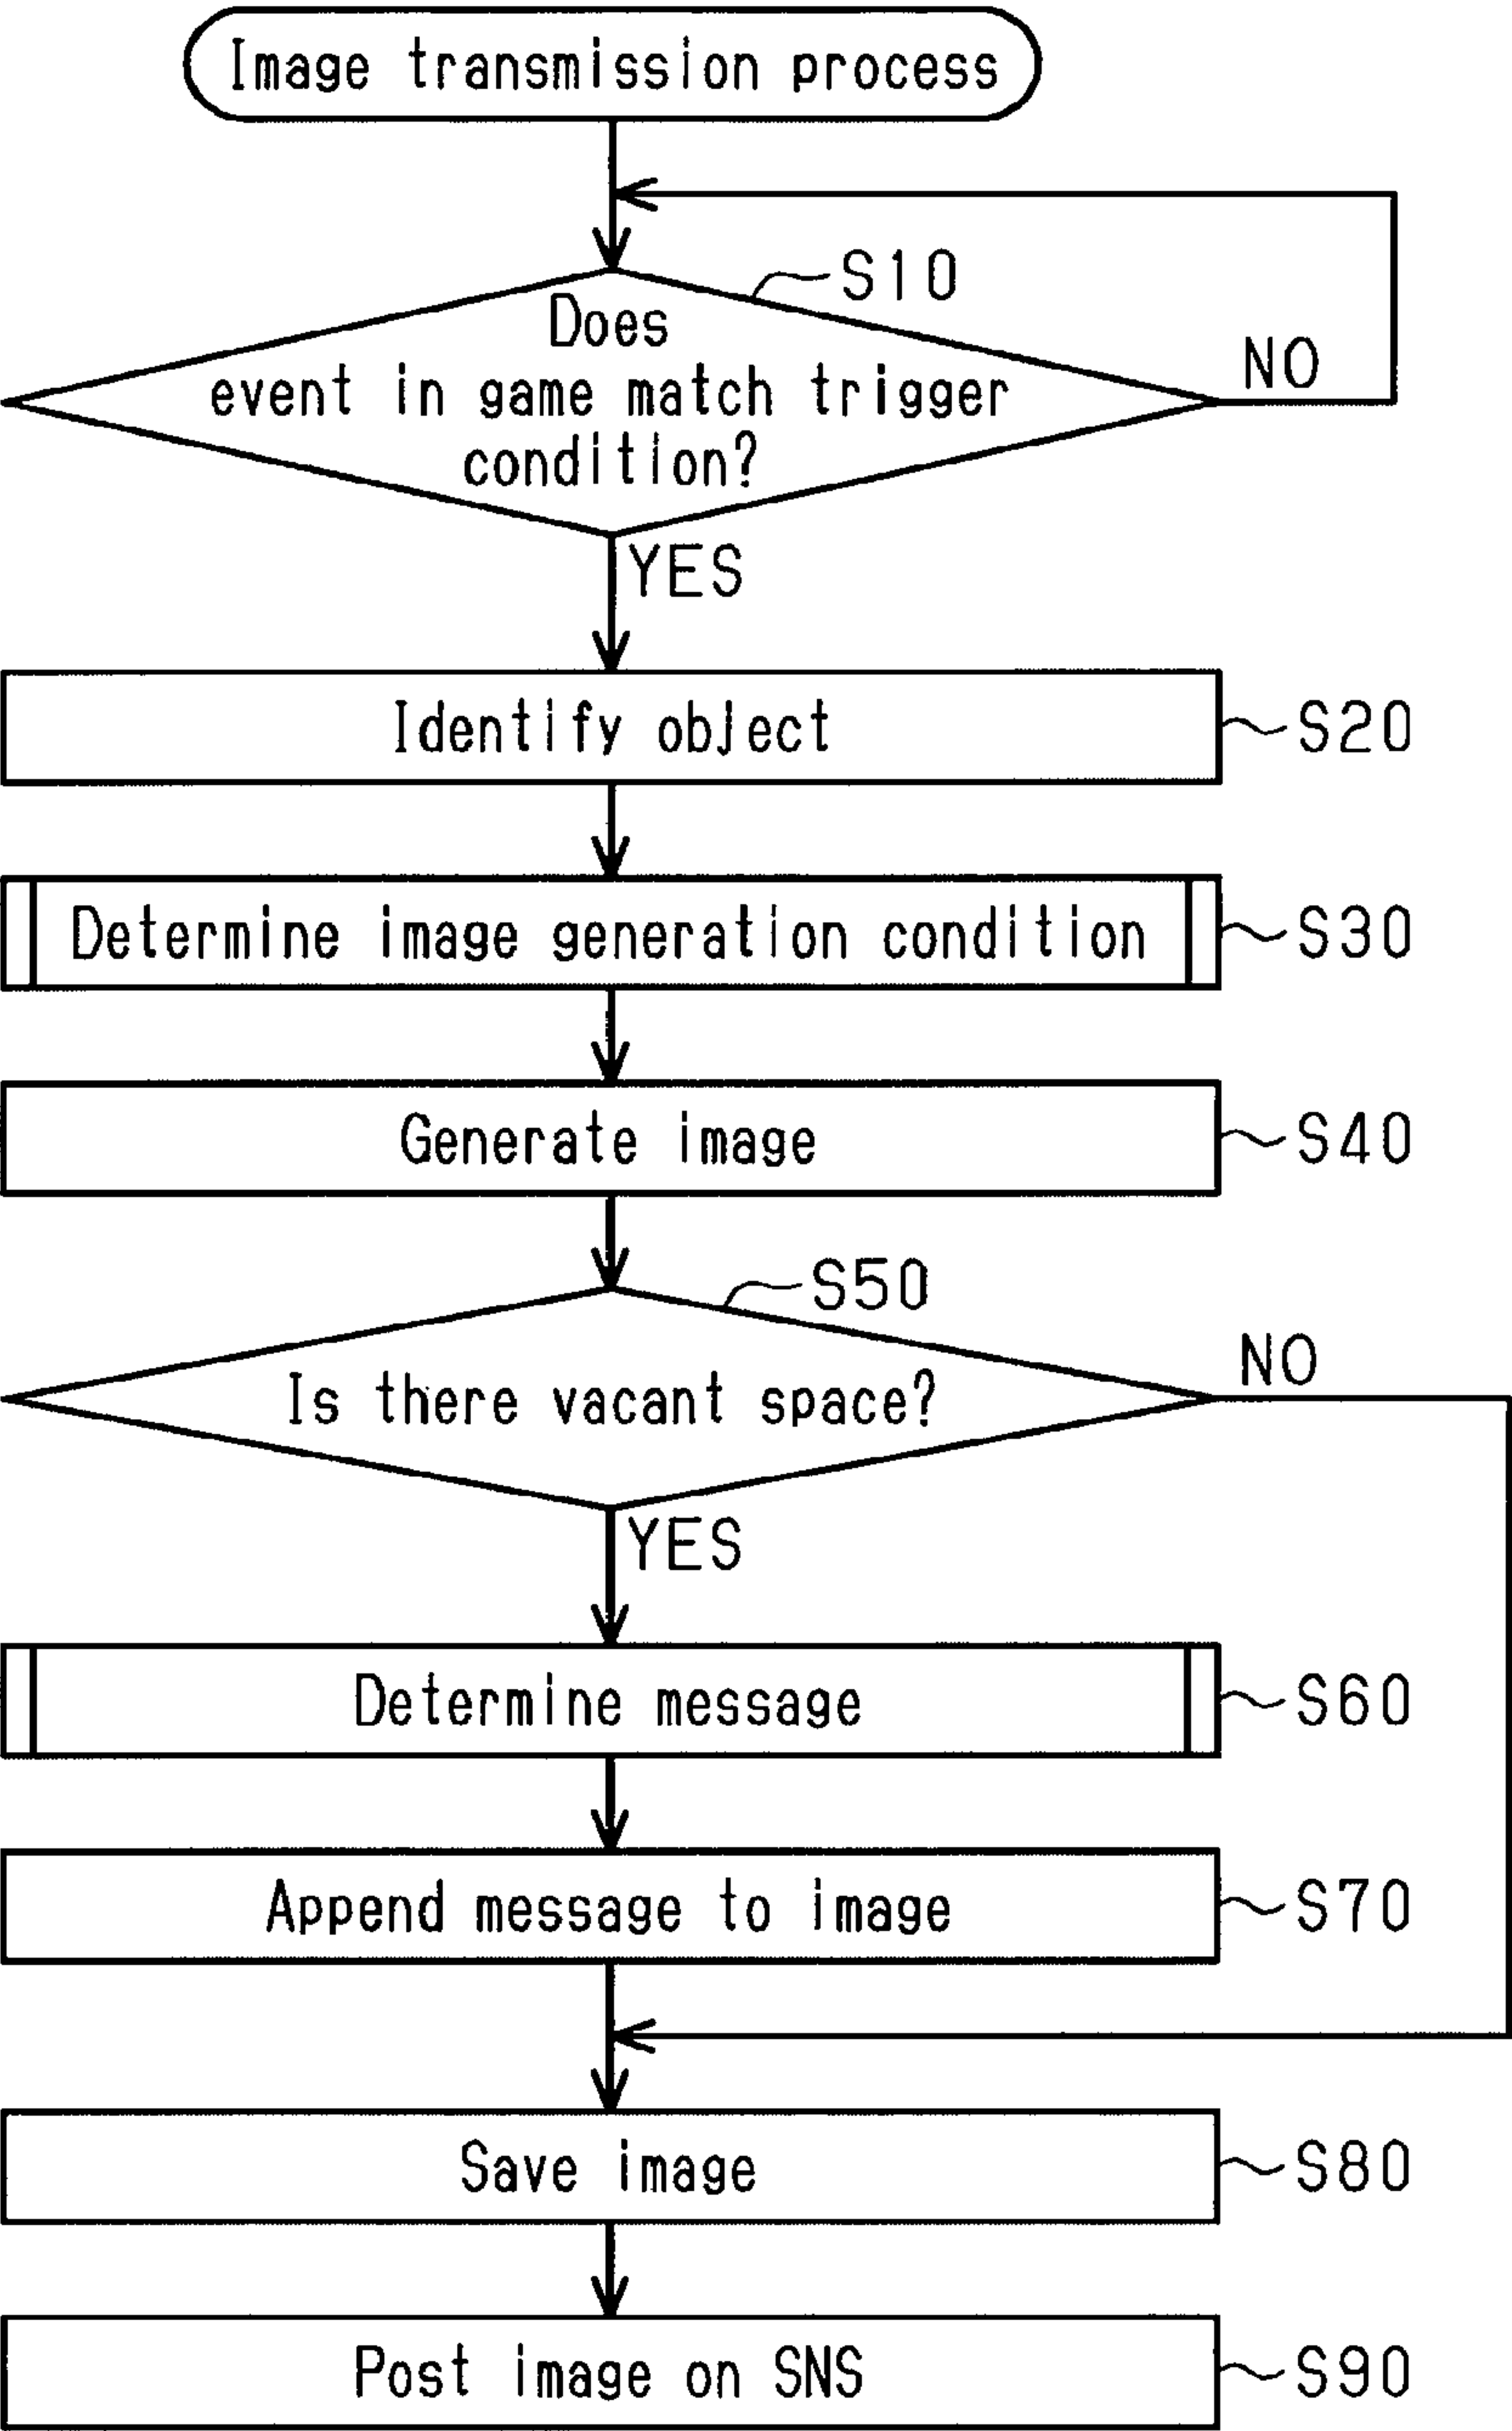 Image transmission process
S10
Does
event in game match trigger
condition?
NO
YES
Identify object
S20
Determine image generation condition
S30
Generate image
S40
S50
Is there vacant space?
NO
YES
Determine message
S60
Append message to image
S70
Save image
S80
Post image on SNS
S90